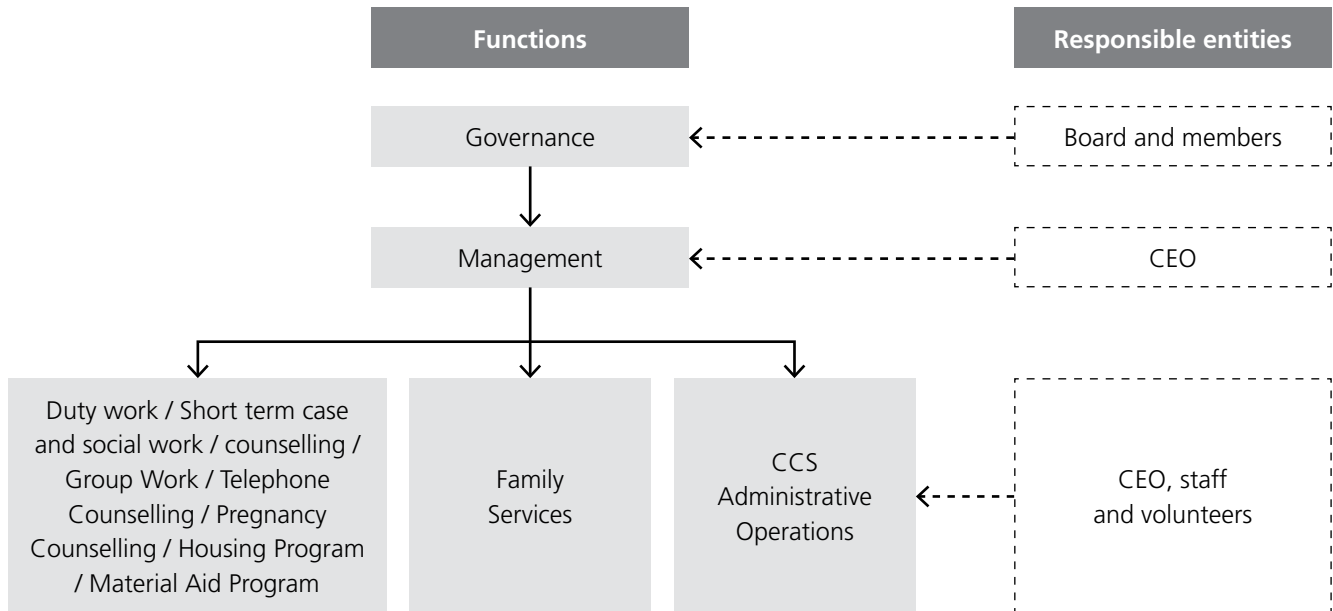 Functions
Responsible entities
Governance
Board and members
Management
CEO
Duty work / Short term case
and social work / counselling /
Group Work / Telephone
Counselling / Pregnancy
Counselling / Housing Program
/ Material Aid Program
Family
Services
CCS
Administrative
Operations
CEO, staff
and volunteers